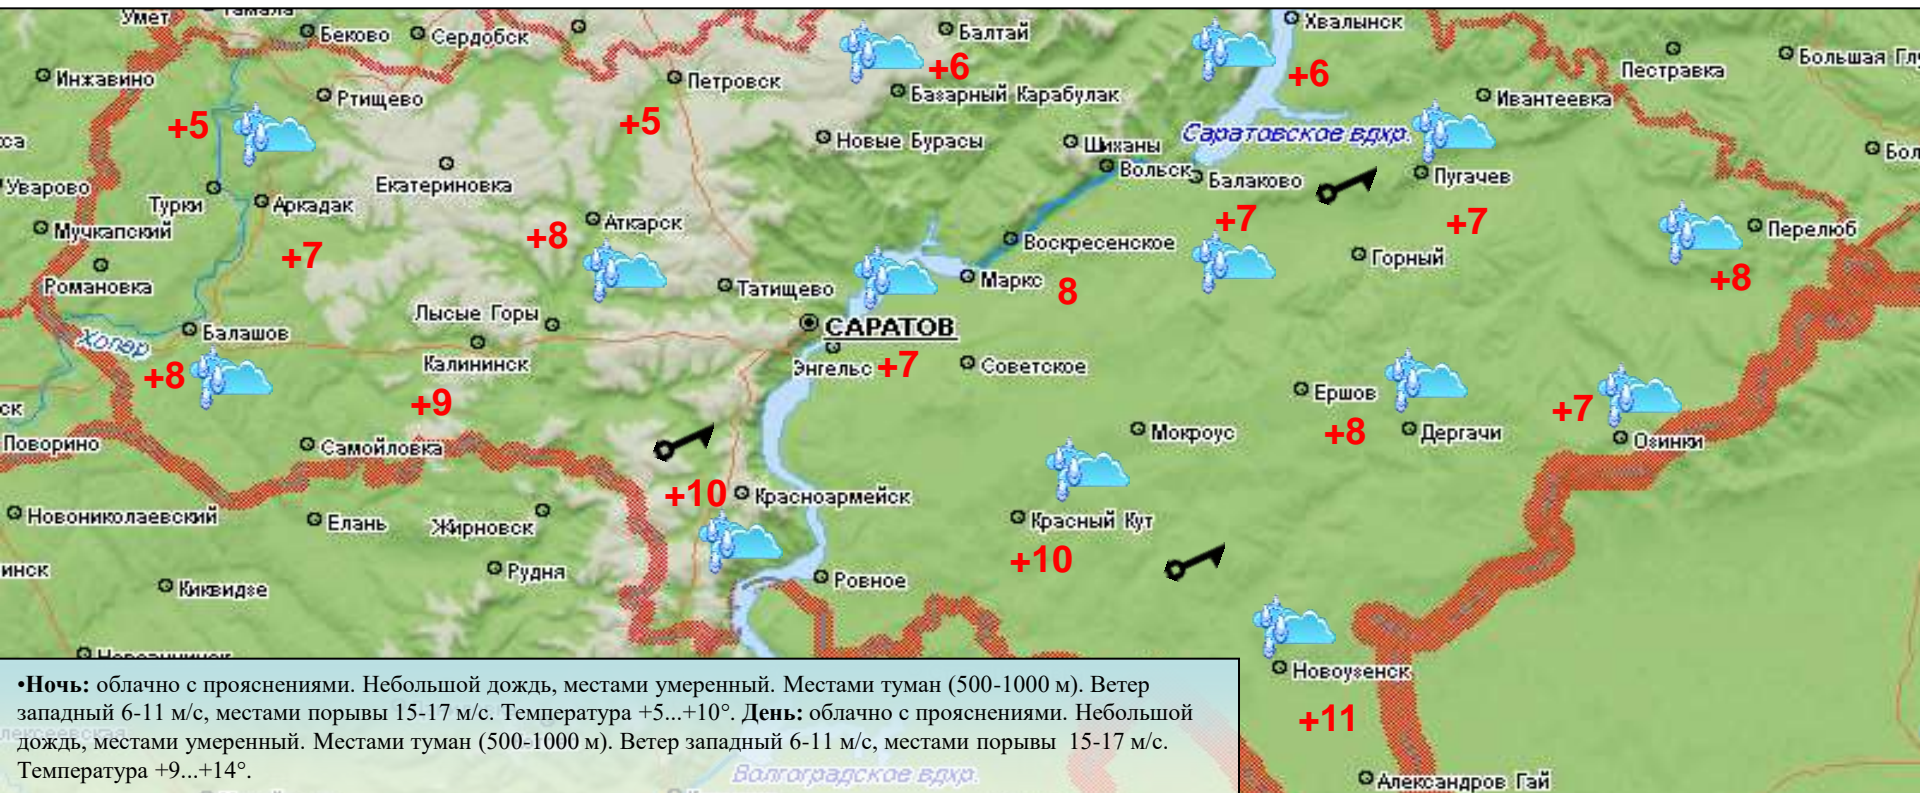 Умет
Беково
Сердобск
Балтай
Хвалынск
Инжавино
Ртищево
Петровск
+6
Базарный Карабулак
+6
Ивантеевка
Пестравка
Большая Глу
+5
+5
Новые Бурасы
Шиханы
Саратовское вдхр.
Бол
са
Уварово
Екатериновка
Вольск
Балаково
Пугачев
Турки
Аркадак
Мучкапский
+8
Аткарск
+7
+7
Перелюб
+7
Воскресенское
Горный
Романовка
Татищево
Маркс
8
+8
Лысые Горы
Балашов
Хопер
САРАТОВ
Калининск
Энгельс
+7
Советское
+8
+9
Ершов
+7
ск
Поворино
Самойловка
Мокроус
+8
Дергачи
Озинки
+10
Красноармейск
Новониколаевский
Елань
Жирновск
Красный Кут
+10
инск
Рудня
Киквидзе
Ровное
Новоузенск
+11
•Ночь: облачно с прояснениями. Небольшой дождь, местами умеренный. Местами туман (500-1000 м). Ветер
западный 6-11 м/с, местами порывы 15-17 м/с. Температура +5...+10°. День: облачно с прояснениями. Небольшой
дождь, местами умеренный. Местами туман (500-1000 м). Ветер западный 6-11 м/с, местами порывы  15-17 м/с.
Температура +9...+14°.
Волгоградское вдхр.
Александров Гай